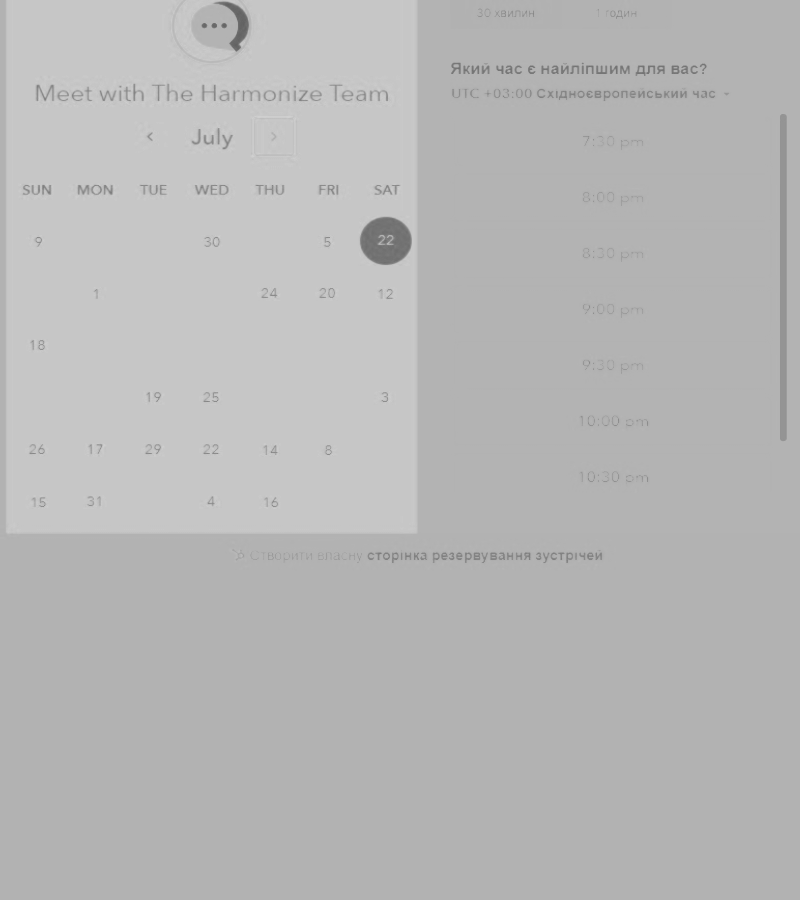 Meet with The Harmonize Team
July
SUN MON TUE WED THU FRI SAT
9 30 5 22
1 24 20 12
18
19 25 3
26 17 29 22 14 8
15 31 4 16
30 хвилин 1 годин
Який час є найліпшим для вас?
UTC +03:00 Східноєвропейський час
7:30 pm
8:00 pm
8:30 pm
9:00 pm
9:30 pm
10:00 pm
10:30 pm
Створити власну сторінка резервування зустрічей